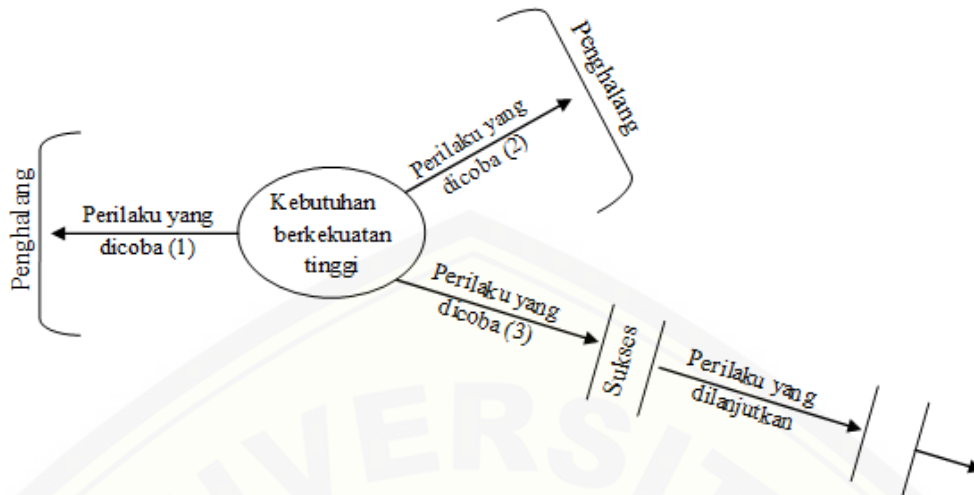 Penghalang
Perilaku yang
dicoba (1)
Kebutuhan
berkekuatan
tinggi
Perilaku yang
dicoba (2)
Penghalang
Perilaku yang
dicoba (3)
Sukses
Perilaku yang
dilanjutkan
IVERSIT